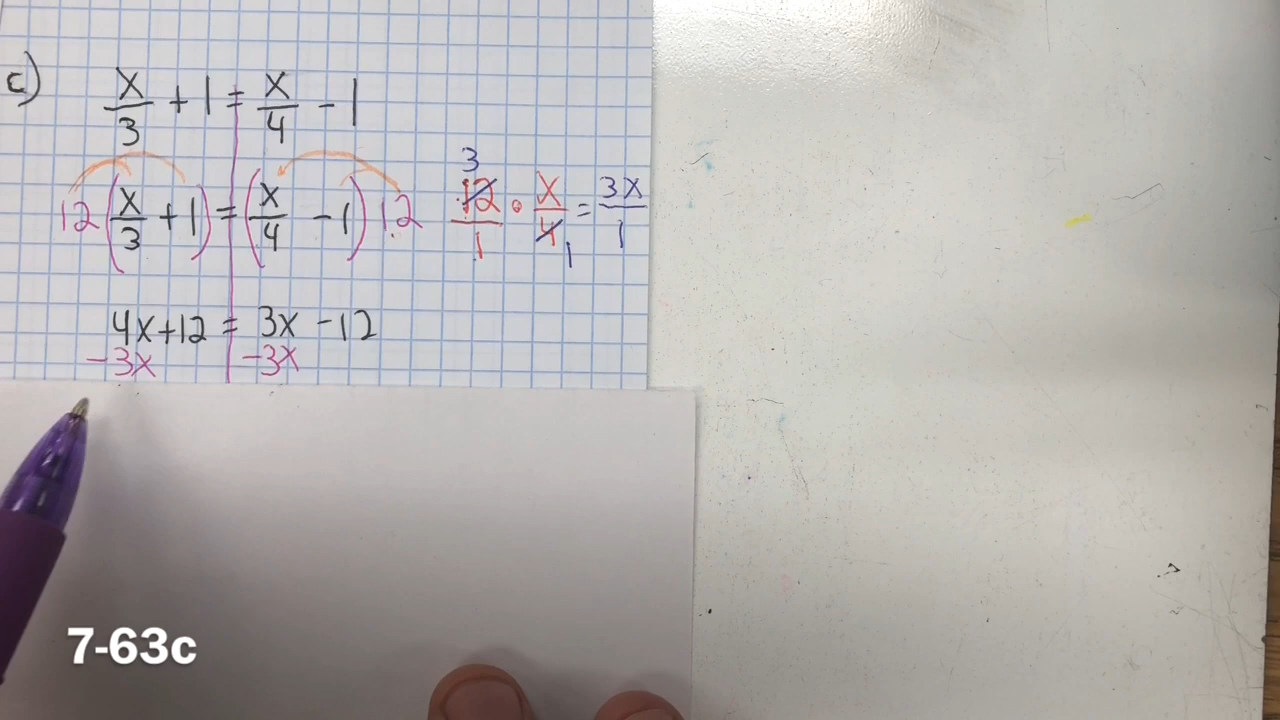 c) x/3 + 1 = x/4 - 1
12(x/3 + 1) = (x/4 - 1)12
3
12/1 • x/4 = 3x/1
1
4x+12 = 3x -12
-3x -3x
7-63c